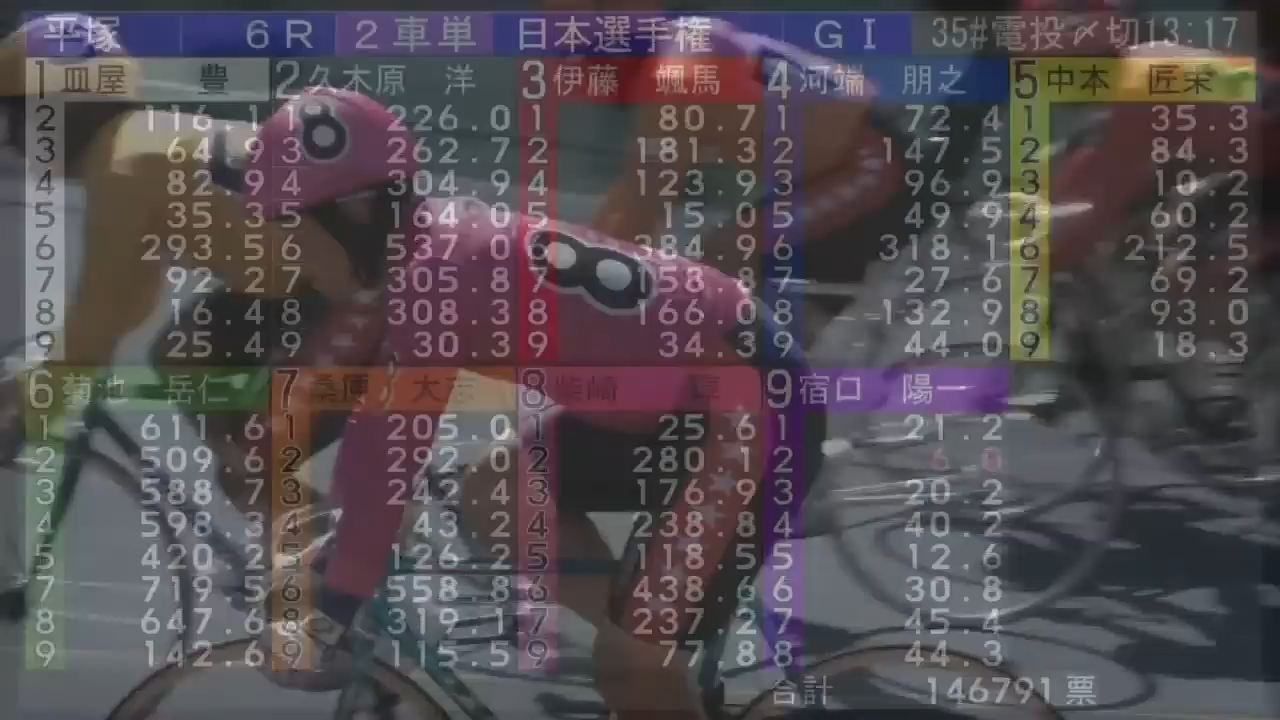 平塚 6R 2車単 日本選手権 GⅠ 35#電投〆切13:17
1 皿屋 豊 2 久木原 洋 3 伊藤 颯馬 4 河端 朋之 5 中本 匠栄
2 116.1 1 226.0 1 80.7 1 72.4 1 35.3
3 64.9 3 262.7 2 181.3 2 147.5 2 84.3
4 82.9 4 304.9 4 123.9 3 96.9 3 10.2
5 35.3 5 164.0 5 15.0 5 49.9 4 60.2
6 293.5 6 537.0 6 384.9 6 318.1 6 212.5
7 92.2 7 305.8 7 158.8 7 27.6 7 69.2
8 16.4 8 308.3 8 166.0 8 132.9 8 93.0
9 25.4 9 30.3 9 34.3 9 44.0 9 18.3
6 菊池 岳仁 7 桑原 大志 8 柴崎 淳 9 宿口 陽一
1 611.6 1 205.0 1 25.6 1 21.2
2 509.6 2 292.0 2 280.1 2 6.0
3 588.7 3 242.4 3 176.9 3 20.2
4 598.3 4 43.2 4 238.8 4 40.2
5 420.2 5 126.2 5 118.5 5 12.6
7 719.5 6 558.8 6 438.6 6 30.8
8 647.6 8 319.1 7 237.2 7 45.4
9 142.6 9 115.5 9 77.8 8 44.3
合計 146791票
8
8